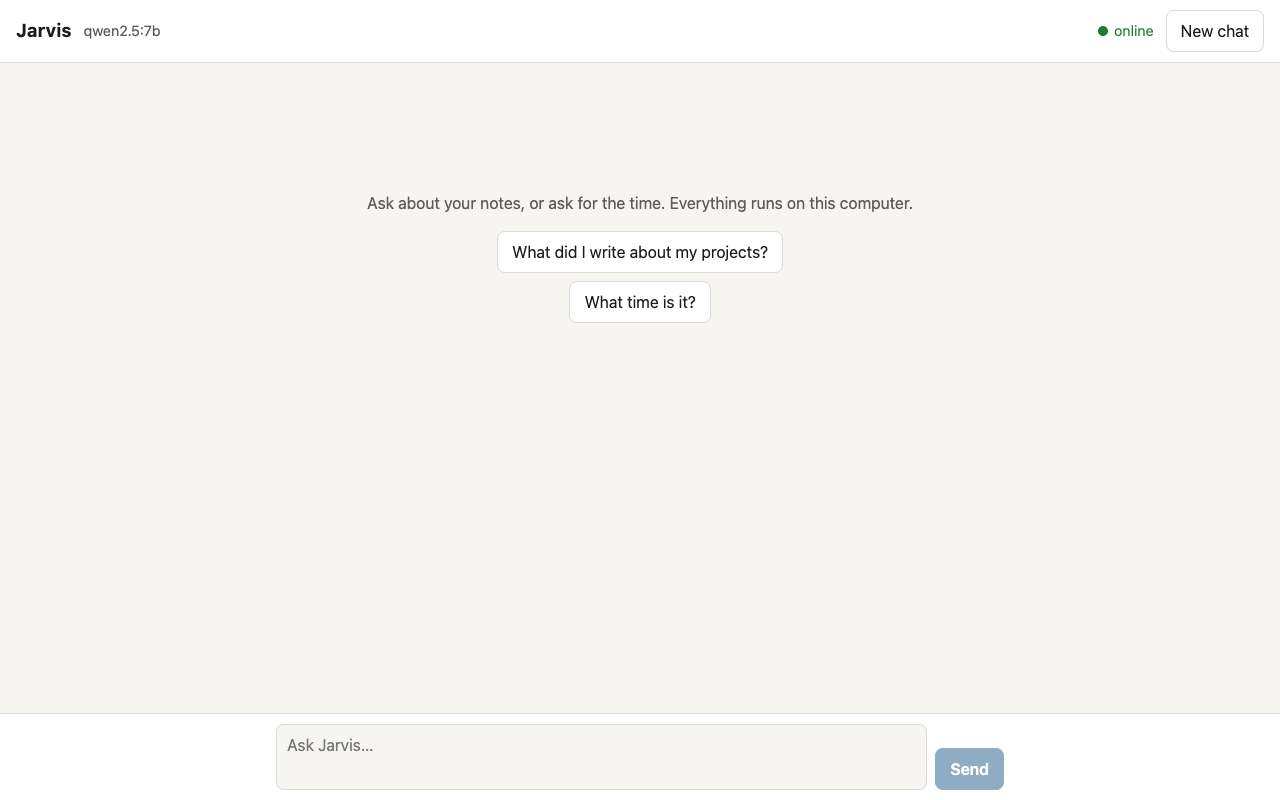 Jarvis qwen2.5:7b
online New chat
Ask about your notes, or ask for the time. Everything runs on this computer.
What did I write about my projects?
What time is it?
Ask Jarvis...
Send